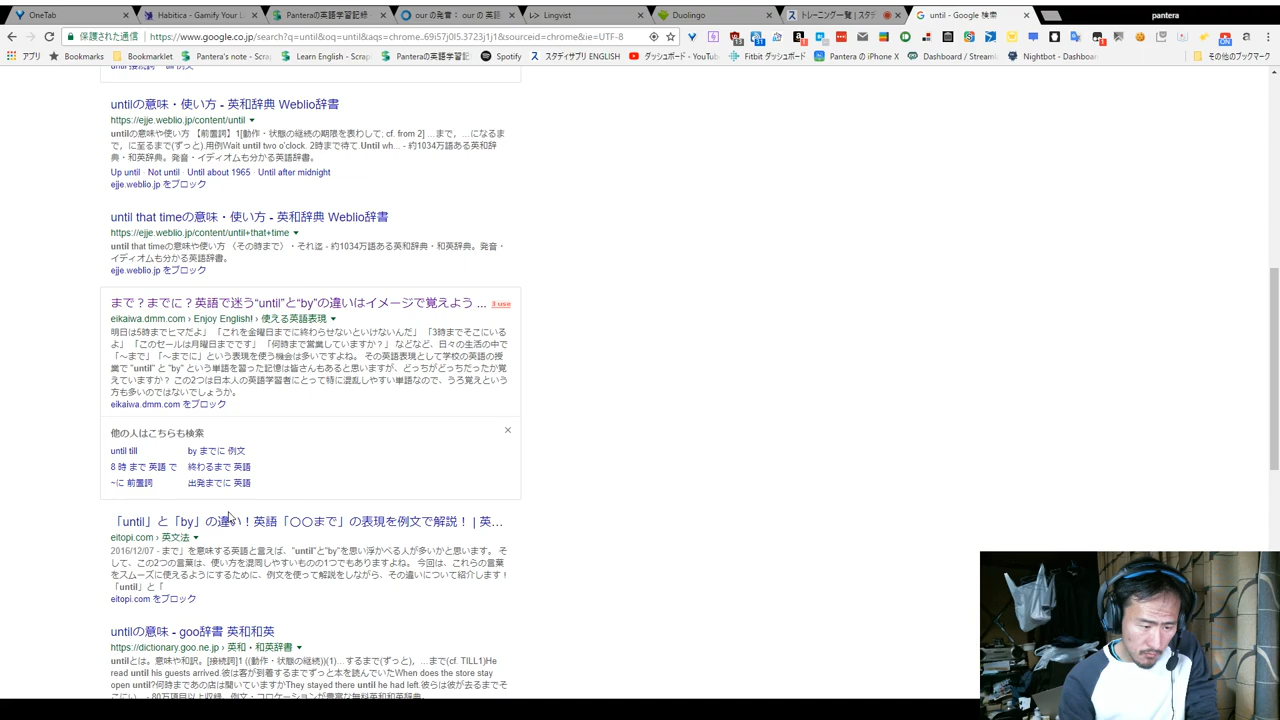 OneTab
Habitica - Gamify Your L
Panteraの英語学習記録
our の発音： our の 英語
Lingvist
Duolingo
トレーニング一覧 | スタデ
until - Google 検索
pantera
保護された通信
https://www.google.co.jp/search?q=until&oq=until&aqs=chrome..69i57j0l5.3723j1j1&sourceid=chrome&ie=UTF-8
アプリ
Bookmarks
Bookmarklet
Pantera's note - Scrap
Learn English - Scrap
Panteraの英語学習記
Spotify
スタディサプリ ENGLISH
ダッシュボード - YouTu
Fitbit ダッシュボード
Pantera の iPhone X
Dashboard / Streamla
Nightbot - Dashboa
その他のブックマーク
untilの意味・使い方 - 英和辞典 Weblio辞書
https://ejje.weblio.jp/content/until
untilの意味や使い方 【前置詞】1[動作・状態の継続の期限を表わして; cf. from 2] …まで，…になるま
で，に至るまで(ずっと).用例Wait until two o'clock. 2時まで待て.Until wh... - 約1034万語ある英和辞
典・和英辞典。発音・イディオムも分かる英語辞書。
Up until · Not until · Until about 1965 · Until after midnight
ejje.weblio.jp をブロック
until that timeの意味・使い方 - 英和辞典 Weblio辞書
https://ejje.weblio.jp/content/until+that+time
until that timeの意味や使い方 〈その時まで〉・それ迄 - 約1034万語ある英和辞典・和英辞典。発音・
イディオムも分かる英語辞書。
ejje.weblio.jp をブロック
まで？までに？英語で迷う“until”と“by”の違いはイメージで覚えよう ...
eikaiwa.dmm.com › Enjoy English! › 使える英語表現
明日は5時までヒマだよ」 「これを金曜日までに終わらせないといけないんだ」 「3時までそこにいる
よ」 「このセールは月曜日までです」 「何時まで営業していますか？」 などなど、日々の生活の中で
「～まで」「～までに」という表現を使う機会は多いですよね。 その英語表現として学校の英語の授
業で "until" と "by" という単語を習った記憶は皆さんもあると思いますが、どっちがどっちだったか覚
えていますか？ この2つは日本人の英語学習者にとって特に混乱しやすい単語なので、うろ覚えという
方も多いのではないでしょうか。
eikaiwa.dmm.com をブロック
他の人はこちらも検索
until till
by までに 例文
8 時 まで 英語 で
終わるまで 英語
~に 前置詞
出発までに 英語
「until」と「by」の違い！英語「〇〇まで」の表現を例文で解説！ | 英...
eitopi.com › 英文法
2016/12/07 - まで」を意味する英語と言えば、"until"と"by"を思い浮かべる人が多いかと思います。 そ
して、この2つの言葉は、使い方を混同しやすいものの1つでもありますよね。 今回は、これらの言葉
をスムーズに使えるようにするために、例文を使って解説をしながら、その違いについて紹介します！
「until」と「
eitopi.com をブロック
untilの意味 - goo辞書 英和和英
https://dictionary.goo.ne.jp › 英和・和英辞書
untilとは。意味や和訳。[接続詞]1 ((動作・状態の継続))(1)…するまで(ずっと)，…まで(cf. TILL1)He
read until his guests arrived.彼は客が到着するまでずっと本を読んでいたWhen does the store stay
open until?何時まであの店は開いていますかThey stayed there until he had left.彼らは彼が去るまでそ